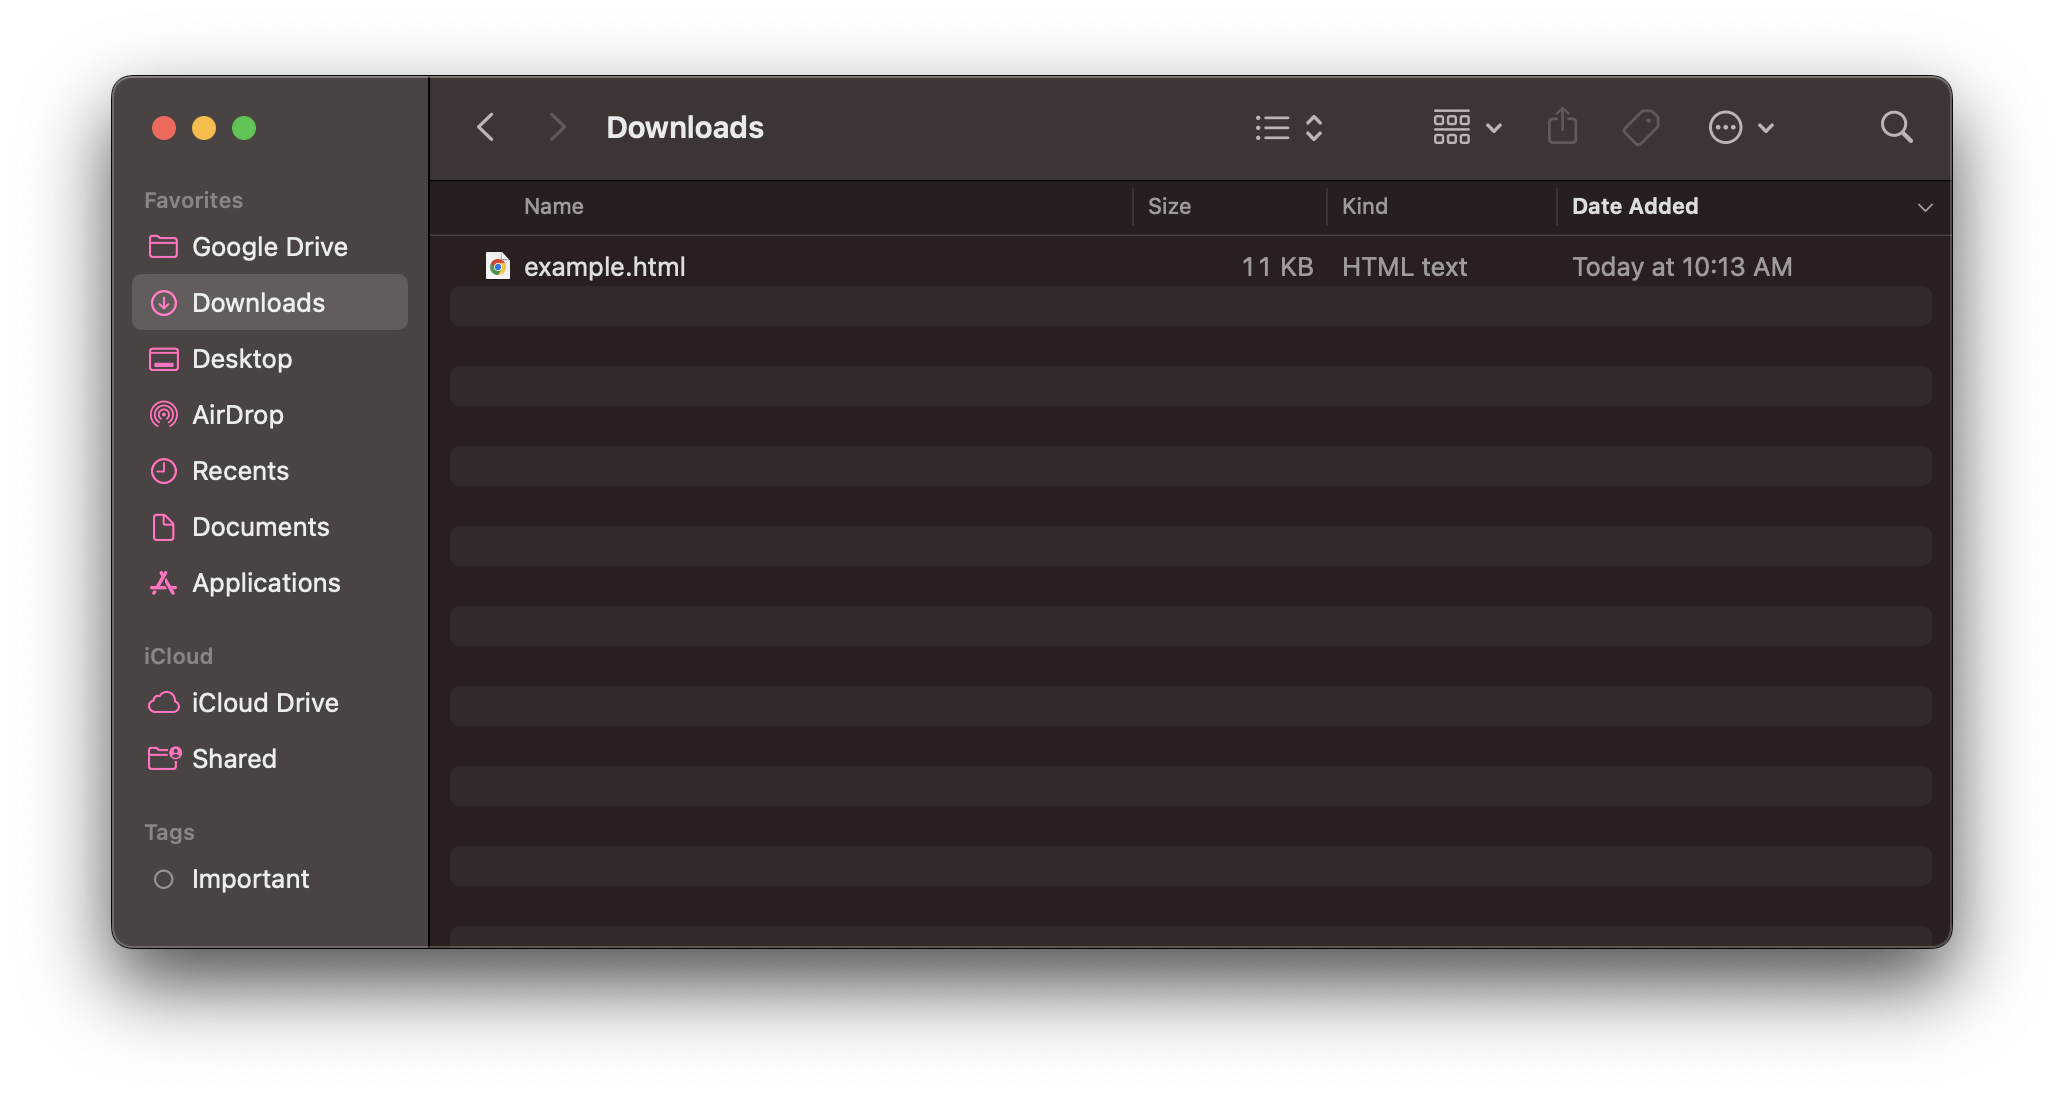 Downloads
Favorites
Google Drive
Downloads
Desktop
AirDrop
Recents
Documents
Applications
iCloud
iCloud Drive
Shared
Tags
Important
Name Size Kind Date Added
example.html 11 KB HTML text Today at 10:13 AM